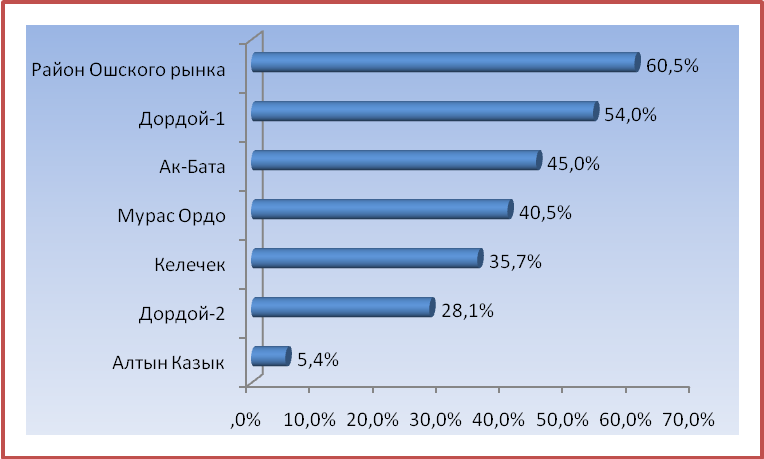 Район Ошского рынка 60,5%
Дордой-1 54,0%
Ак-Бата 45,0%
Мурас Ордо 40,5%
Келечек 35,7%
Дордой-2 28,1%
Алтын Казык 5,4%
,0% 10,0% 20,0% 30,0% 40,0% 50,0% 60,0% 70,0%